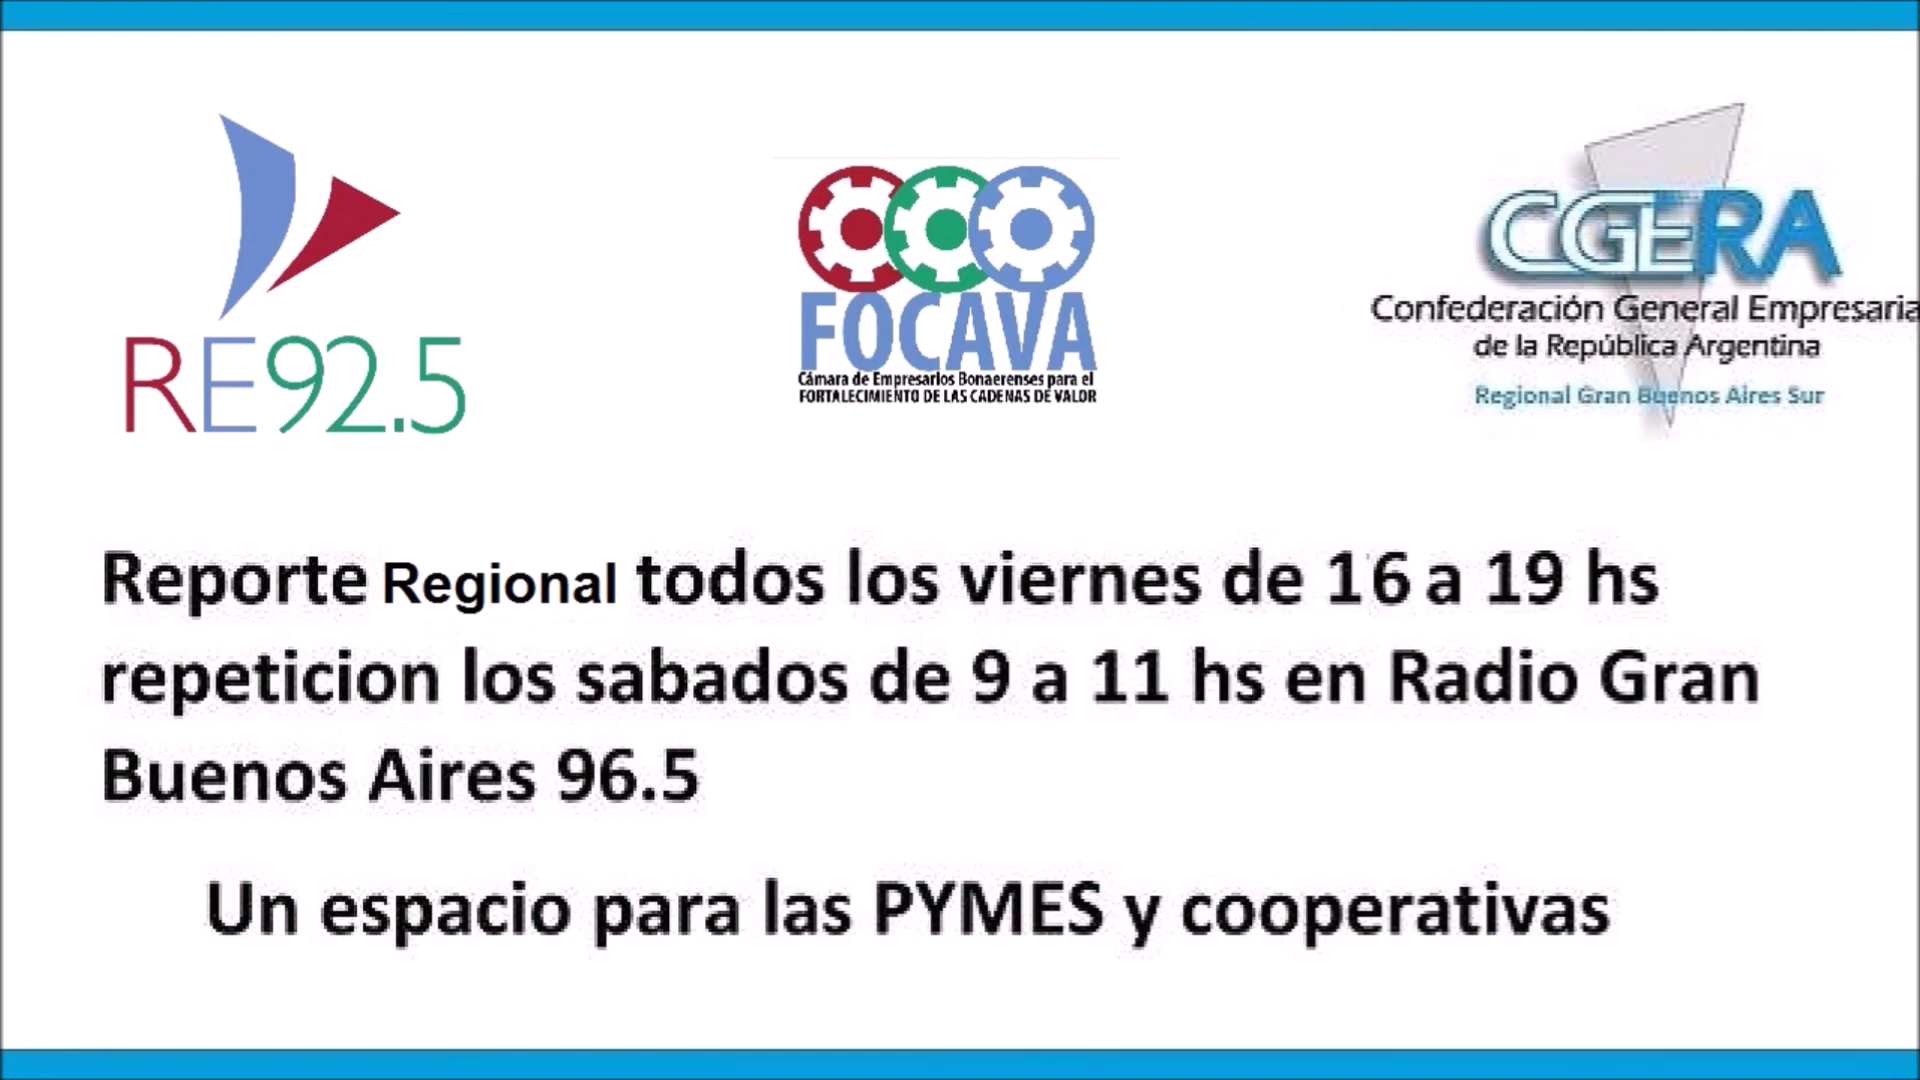 RE92.5
FOCAVA
Cámara de Empresarios Bonaerenses para el
FORTALECIMIENTO DE LAS CADENAS DE VALOR
CGERA
Confederación General Empresaria
de la República Argentina
Regional Gran Buenos Aires Sur
Reporte Regional todos los viernes de 16 a 19 hs
repeticion los sabados de 9 a 11 hs en Radio Gran
Buenos Aires 96.5
Un espacio para las PYMES y cooperativas